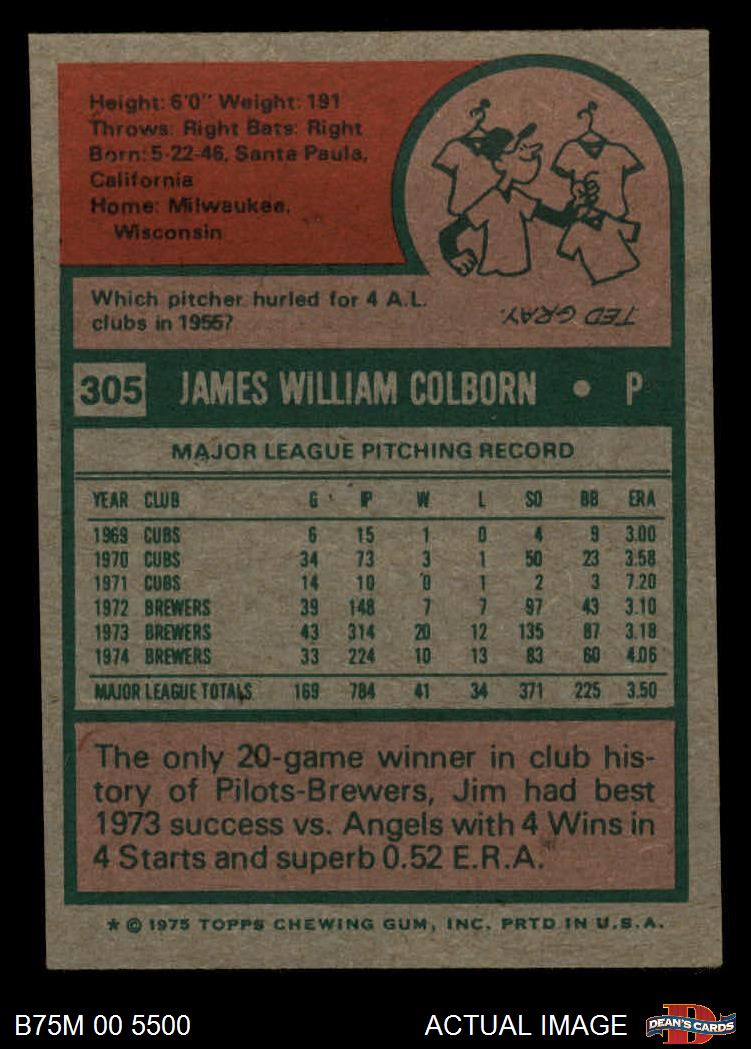 Height: 6'0" Weight: 191
Throws: Right Bats: Right
Born: 5-22-46, Santa Paula,
California
Home: Milwaukee,
Wisconsin
Which pitcher hurled for 4 A.L.
clubs in 1955?
TED GRAY.
305 JAMES WILLIAM COLBORN • P
MAJOR LEAGUE PITCHING RECORD
YEAR CLUB G IP W L SO BB ERA
1969 CUBS 6 15 1 0 4 9 3.00
1970 CUBS 34 73 3 1 50 23 3.58
1971 CUBS 14 10 0 1 2 3 7.20
1972 BREWERS 39 148 7 7 97 43 3.10
1973 BREWERS 43 314 20 12 135 87 3.18
1974 BREWERS 33 224 10 13 83 60 4.06
MAJOR LEAGUE TOTALS 169 784 41 34 371 225 3.50
The only 20-game winner in club his-
tory of Pilots-Brewers, Jim had best
1973 success vs. Angels with 4 Wins in
4 Starts and superb 0.52 E.R.A.
* © 1975 TOPPS CHEWING GUM, INC. PRTD IN U.S.A.
B75M 00 5500 ACTUAL IMAGE D DEAN'S CARDS